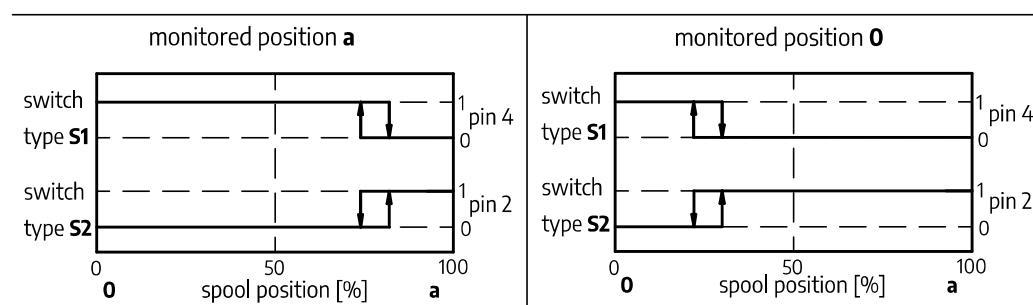 monitored position a
switch
type S1
1
0
pin 4
switch
type S2
1
0
pin 2
0 50 100
0 spool position [%] a
monitored position 0
switch
type S1
1
0
pin 4
switch
type S2
1
0
pin 2
0 50 100
0 spool position [%] a